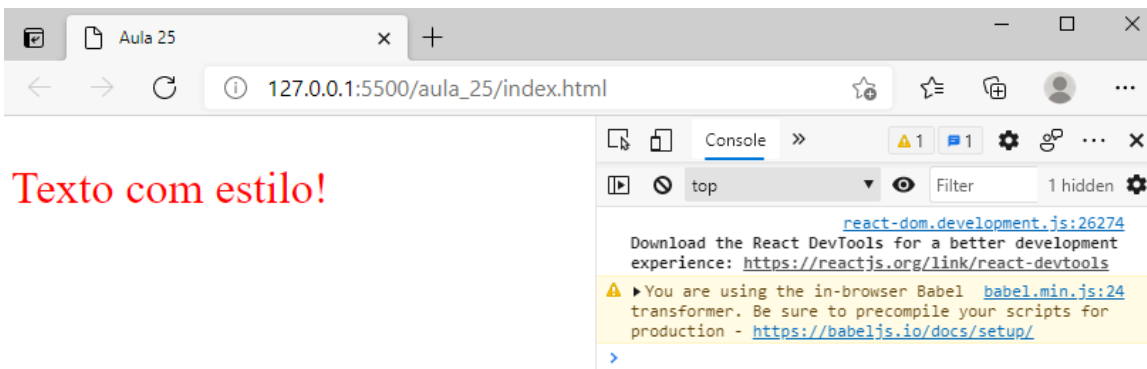 Aula 25
127.0.0.1:5500/aula_25/index.html
Texto com estilo!
Console
1
1
top
Filter
1 hidden
react-dom.development.js:26274
Download the React DevTools for a better development
experience: https://reactjs.org/link/react-devtools
You are using the in-browser Babel babel.min.js:24
transformer. Be sure to precompile your scripts for
production - https://babeljs.io/docs/setup/